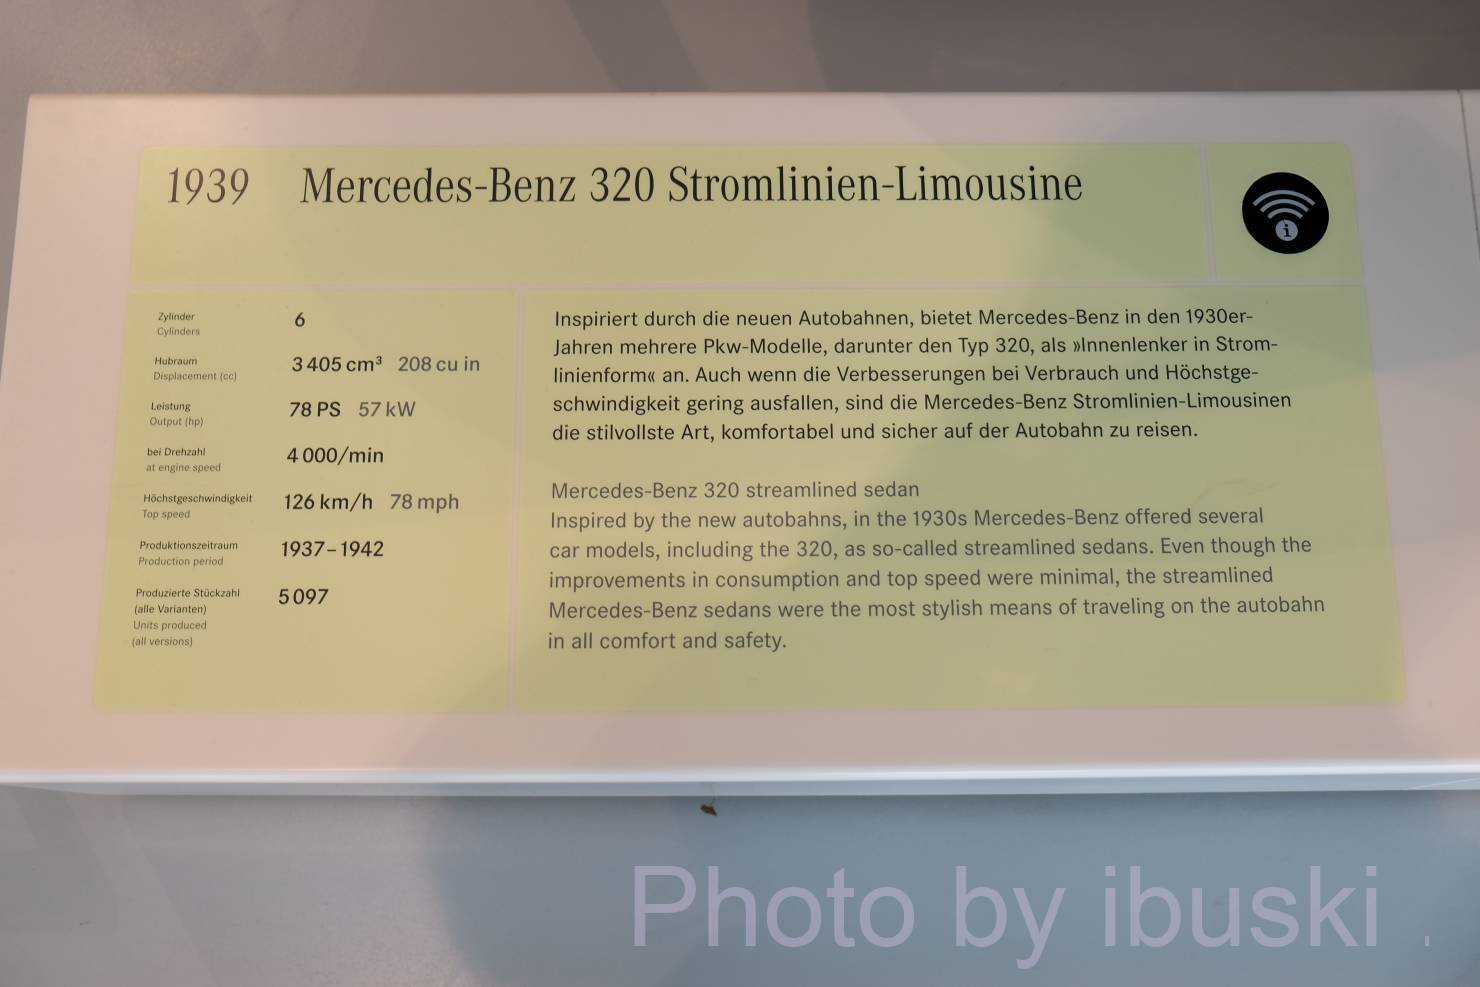 1939 Mercedes-Benz 320 Stromlinien-Limousine
i
Zylinder
Cylinders
6
Hubraum
Displacement (cc)
3 405 cm³ 208 cu in
Leistung
Output (hp)
78 PS 57 kW
bei Drehzahl
at engine speed
4 000/min
Höchstgeschwindigkeit
Top speed
126 km/h 78 mph
Produktionszeitraum
Production period
1937–1942
Produzierte Stückzahl
(alle Varianten)
Units produced
(all versions)
5 097
Inspiriert durch die neuen Autobahnen, bietet Mercedes-Benz in den 1930er-
Jahren mehrere Pkw-Modelle, darunter den Typ 320, als »Innenlenker in Strom-
linienform« an. Auch wenn die Verbesserungen bei Verbrauch und Höchstge-
schwindigkeit gering ausfallen, sind die Mercedes-Benz Stromlinien-Limousinen
die stilvollste Art, komfortabel und sicher auf der Autobahn zu reisen.
Mercedes-Benz 320 streamlined sedan
Inspired by the new autobahns, in the 1930s Mercedes-Benz offered several
car models, including the 320, as so-called streamlined sedans. Even though the
improvements in consumption and top speed were minimal, the streamlined
Mercedes-Benz sedans were the most stylish means of traveling on the autobahn
in all comfort and safety.
Photo by ibuski .